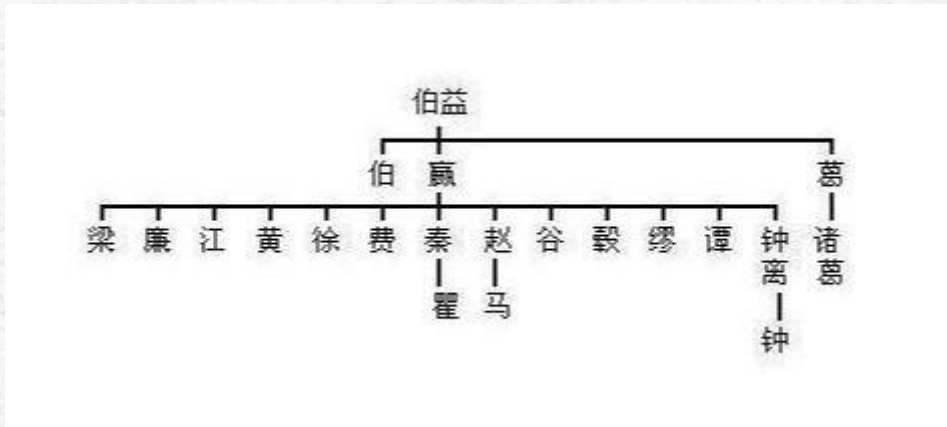 伯益
伯 嬴 葛
梁 廉 江 黄 徐 费 秦 赵 谷 毂 缪 谭 钟离 诸葛
瞿 马
钟